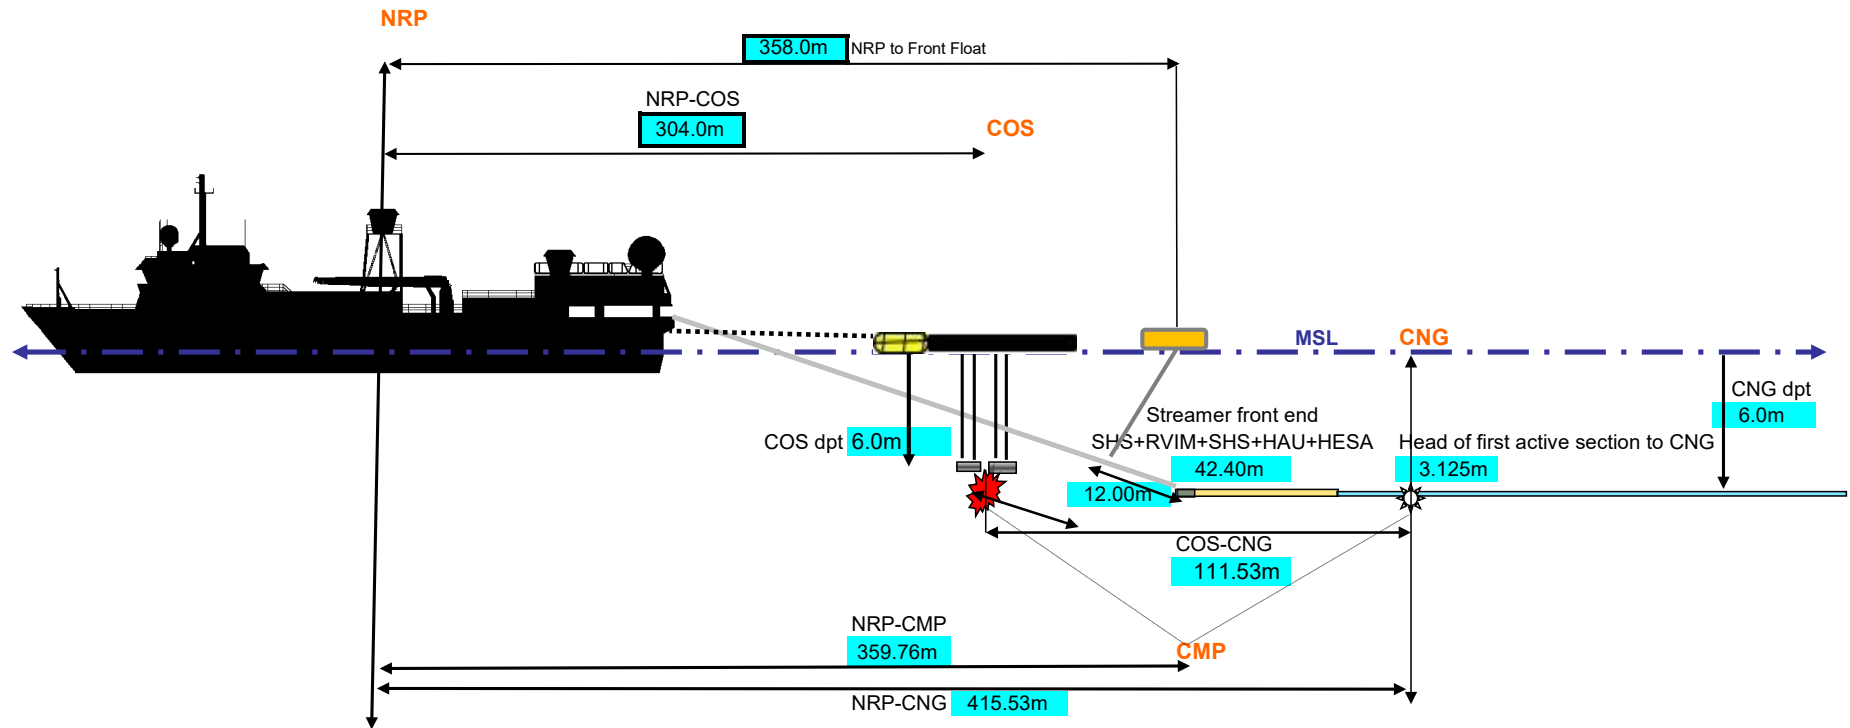 NRP
358.0m NRP to Front Float
NRP-COS
304.0m
COS
MSL
CNG
CNG dpt
6.0m
Streamer front end
COS dpt 6.0m
SHS+RVIM+SHS+HAU+HESA
Head of first active section to CNG
42.40m
3.125m
12.00m
COS-CNG
111.53m
NRP-CMP
359.76m
CMP
NRP-CNG 415.53m